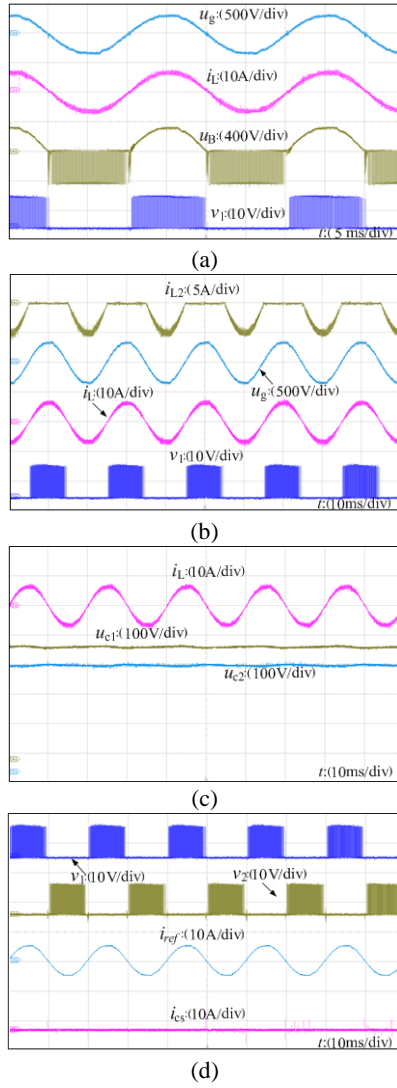 u_g:(500V/div)
i_L:(10A/div)
u_B:(400V/div)
v_1:(10V/div)
t:(5 ms/div)
(a)
i_L2:(5A/div)
i_L:(10A/div)
u_g:(500V/div)
v_1:(10V/div)
t:(10ms/div)
(b)
i_L:(10A/div)
u_c1:(100V/div)
u_c2:(100V/div)
t:(10ms/div)
(c)
v_1:(10V/div)
v_2:(10V/div)
i_ref:(10A/div)
i_cs:(10A/div)
t:(10ms/div)
(d)